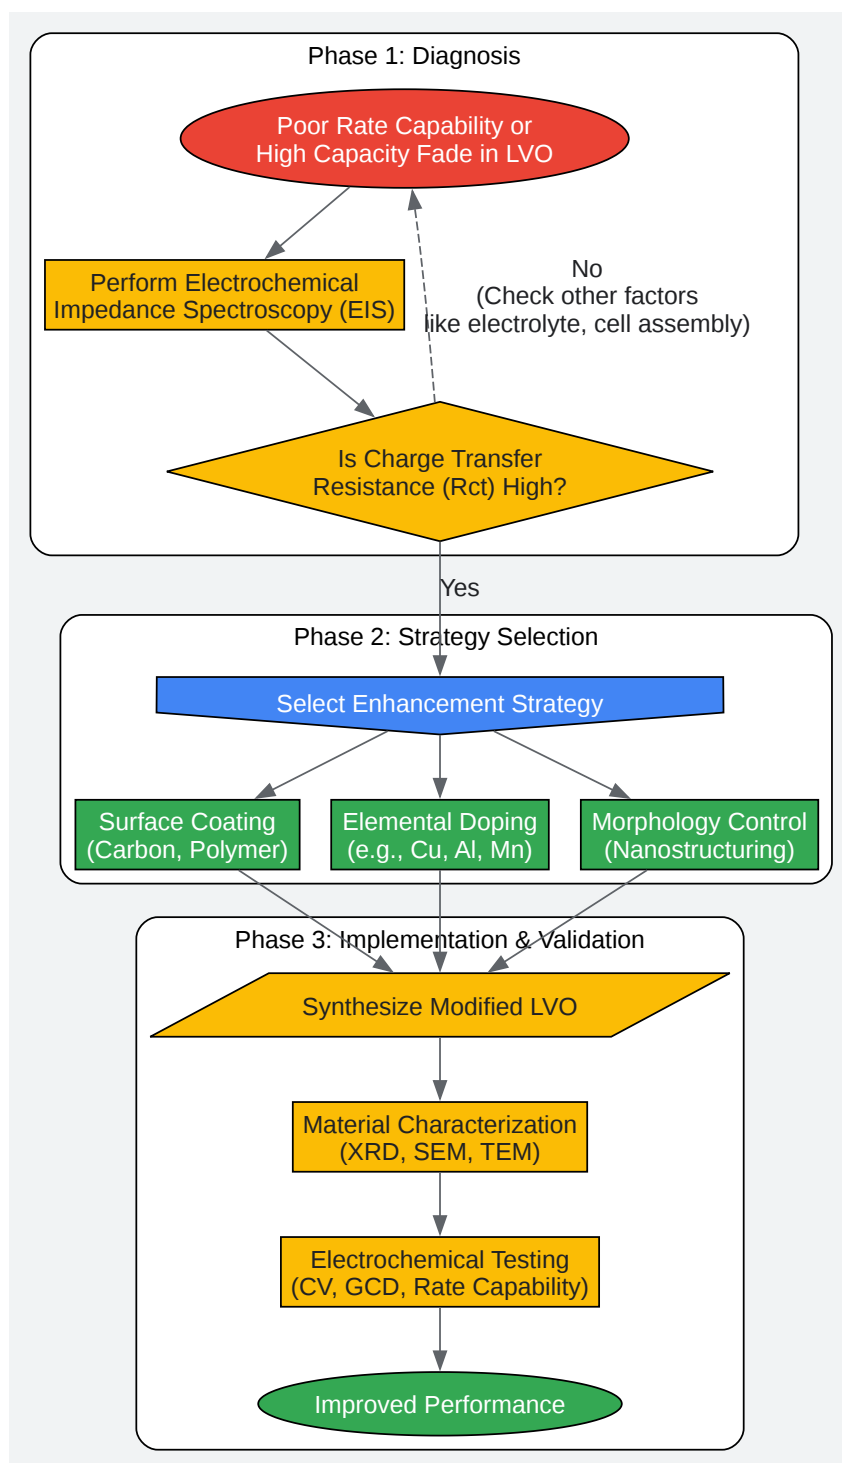 Phase 1: Diagnosis
Poor Rate Capability or
High Capacity Fade in LVO
Perform Electrochemical
Impedance Spectroscopy (EIS)
No
(Check other factors
like electrolyte, cell assembly)
Is Charge Transfer
Resistance (Rct) High?
Yes
Phase 2: Strategy Selection
Select Enhancement Strategy
Surface Coating
(Carbon, Polymer)
Elemental Doping
(e.g., Cu, Al, Mn)
Morphology Control
(Nanostructuring)
Phase 3: Implementation & Validation
Synthesize Modified LVO
Material Characterization
(XRD, SEM, TEM)
Electrochemical Testing
(CV, GCD, Rate Capability)
Improved Performance